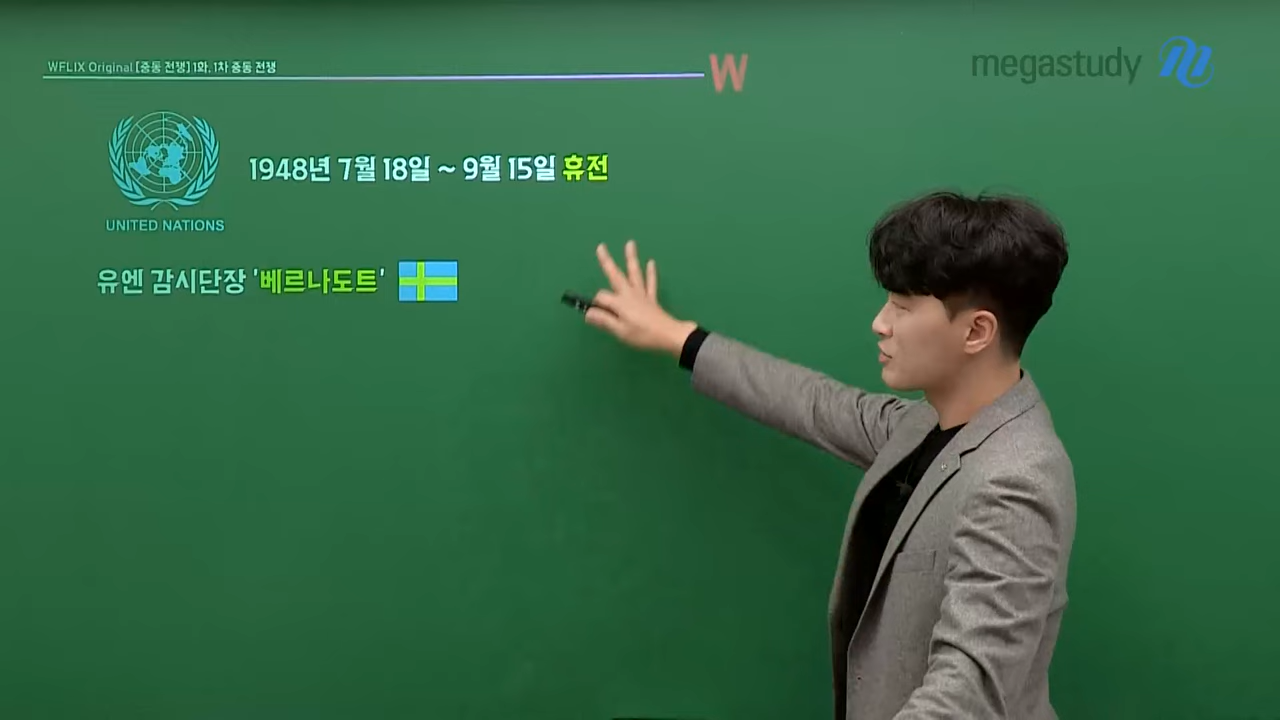 WFLIX Original [중동 전쟁] 1화. 1차 중동 전쟁
W
megastudy
UNITED NATIONS
1948년 7월 18일 ~ 9월 15일 휴전
유엔 감시단장 '베르나도트'